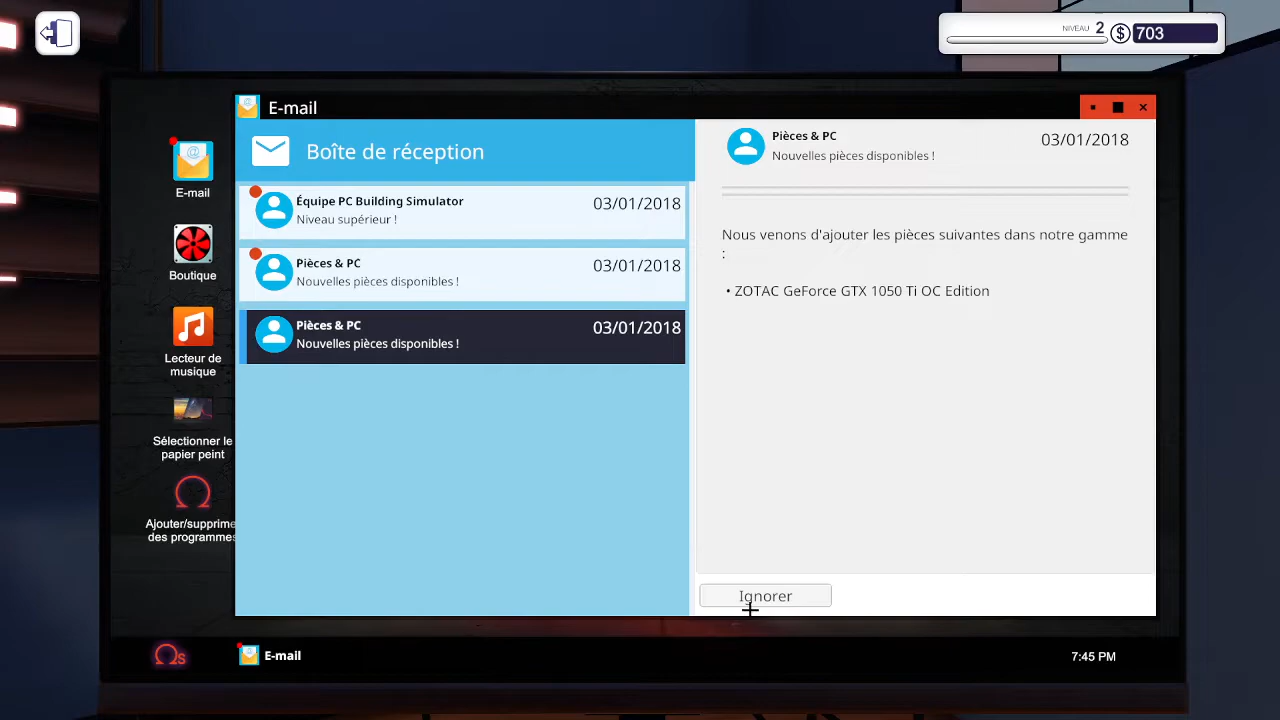 NIVEAU 2 $ 703
E-mail
Boîte de réception
Équipe PC Building Simulator 03/01/2018
Niveau supérieur !
Pièces & PC 03/01/2018
Nouvelles pièces disponibles !
Pièces & PC 03/01/2018
Nouvelles pièces disponibles !
Pièces & PC 03/01/2018
Nouvelles pièces disponibles !
Nous venons d'ajouter les pièces suivantes dans notre gamme
:
• ZOTAC GeForce GTX 1050 Ti OC Edition
Ignorer
E-mail
Boutique
Lecteur de
musique
Sélectionner le
papier peint
Ajouter/supprime
des programmes
Ωs
E-mail
7:45 PM